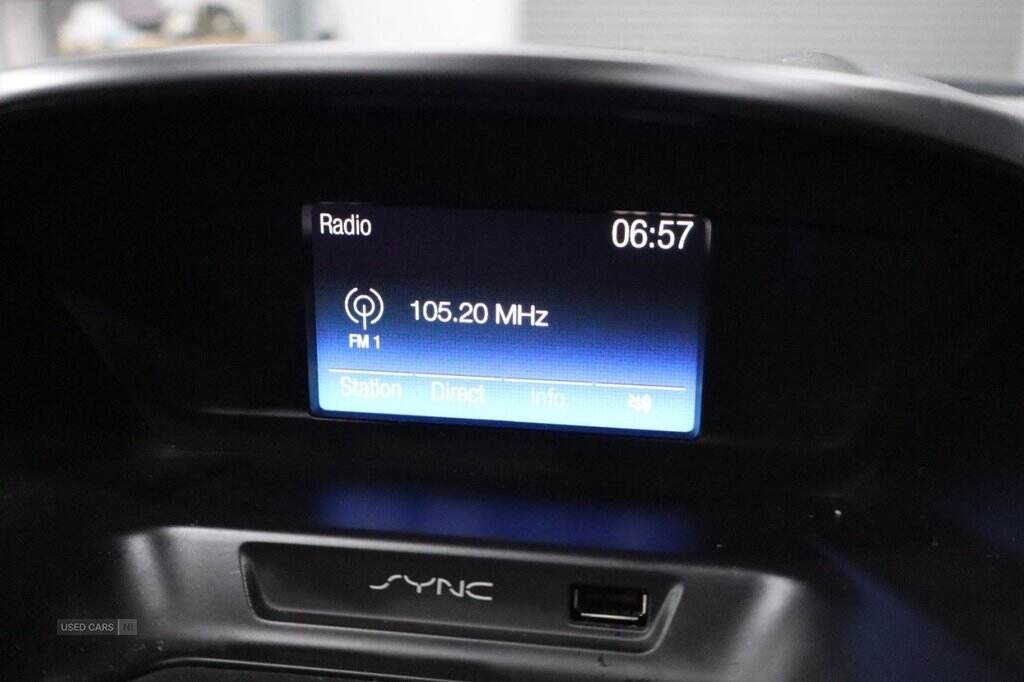 Radio 06:57
105.20 MHz
FM 1
Station Direct Info
SYNC
USED CARS NI